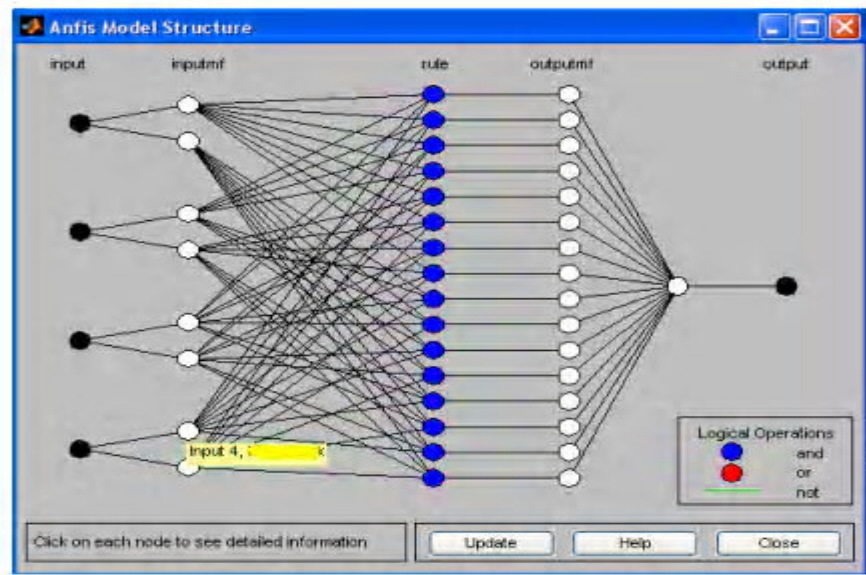 Anfis Model Structure
input inputmf rule outputmf output
Input 4,
Logical Operations
and
or
not
Click on each node to see detailed information
Update Help Close